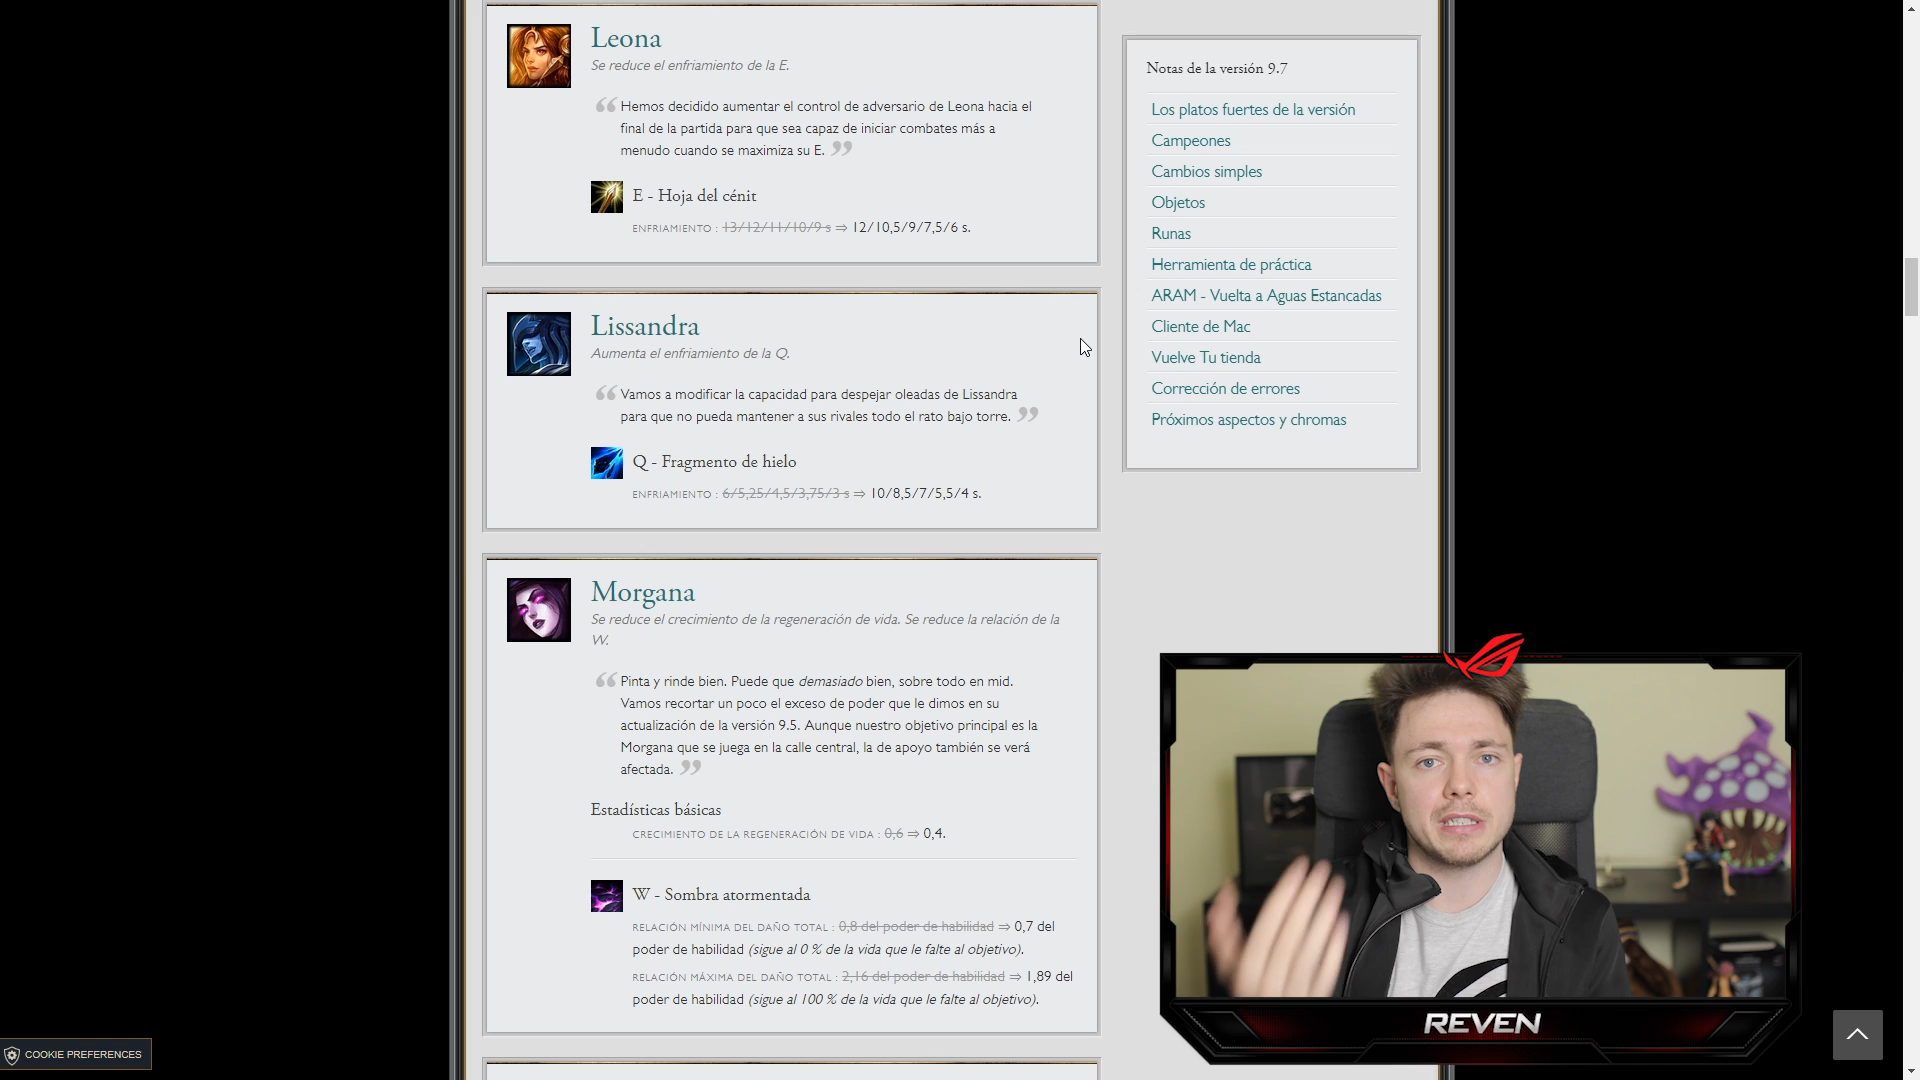 Leona
Se reduce el enfriamiento de la E.
“ Hemos decidido aumentar el control de adversario de Leona hacia el
final de la partida para que sea capaz de iniciar combates más a
menudo cuando se maximiza su E. ”
E - Hoja del cénit
ENFRIAMIENTO : 13/12/11/10/9 s ⇒ 12/10,5/9/7,5/6 s.
Lissandra
Aumenta el enfriamiento de la Q.
“ Vamos a modificar la capacidad para despejar oleadas de Lissandra
para que no pueda mantener a sus rivales todo el rato bajo torre. ”
Q - Fragmento de hielo
ENFRIAMIENTO : 6/5,25/4,5/3,75/3 s ⇒ 10/8,5/7/5,5/4 s.
Morgana
Se reduce el crecimiento de la regeneración de vida. Se reduce la relación de la
W.
“ Pinta y rinde bien. Puede que demasiado bien, sobre todo en mid.
Vamos recortar un poco el exceso de poder que le dimos en su
actualización de la versión 9.5. Aunque nuestro objetivo principal es la
Morgana que se juega en la calle central, la de apoyo también se verá
afectada. ”
Estadísticas básicas
CRECIMIENTO DE LA REGENERACIÓN DE VIDA : 0,6 ⇒ 0,4.
W - Sombra atormentada
RELACIÓN MÍNIMA DEL DAÑO TOTAL : 0,8 del poder de habilidad ⇒ 0,7 del
poder de habilidad (sigue al 0 % de la vida que le falte al objetivo).
RELACIÓN MÁXIMA DEL DAÑO TOTAL : 2,16 del poder de habilidad ⇒ 1,89 del
poder de habilidad (sigue al 100 % de la vida que le falte al objetivo).
Notas de la versión 9.7
Los platos fuertes de la versión
Campeones
Cambios simples
Objetos
Runas
Herramienta de práctica
ARAM - Vuelta a Aguas Estancadas
Cliente de Mac
Vuelve Tu tienda
Corrección de errores
Próximos aspectos y chromas
REVEN
COOKIE PREFERENCES